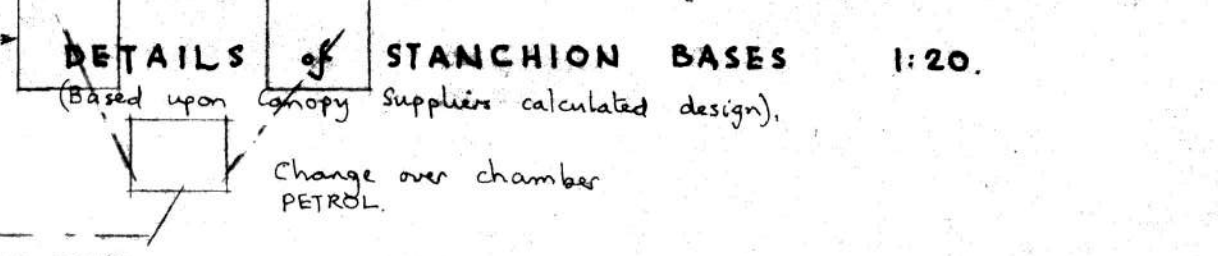 DETAILS of STANCHION BASES 1:20.
(Based upon Canopy Suppliers calculated design).
Change over chamber
PETROL.